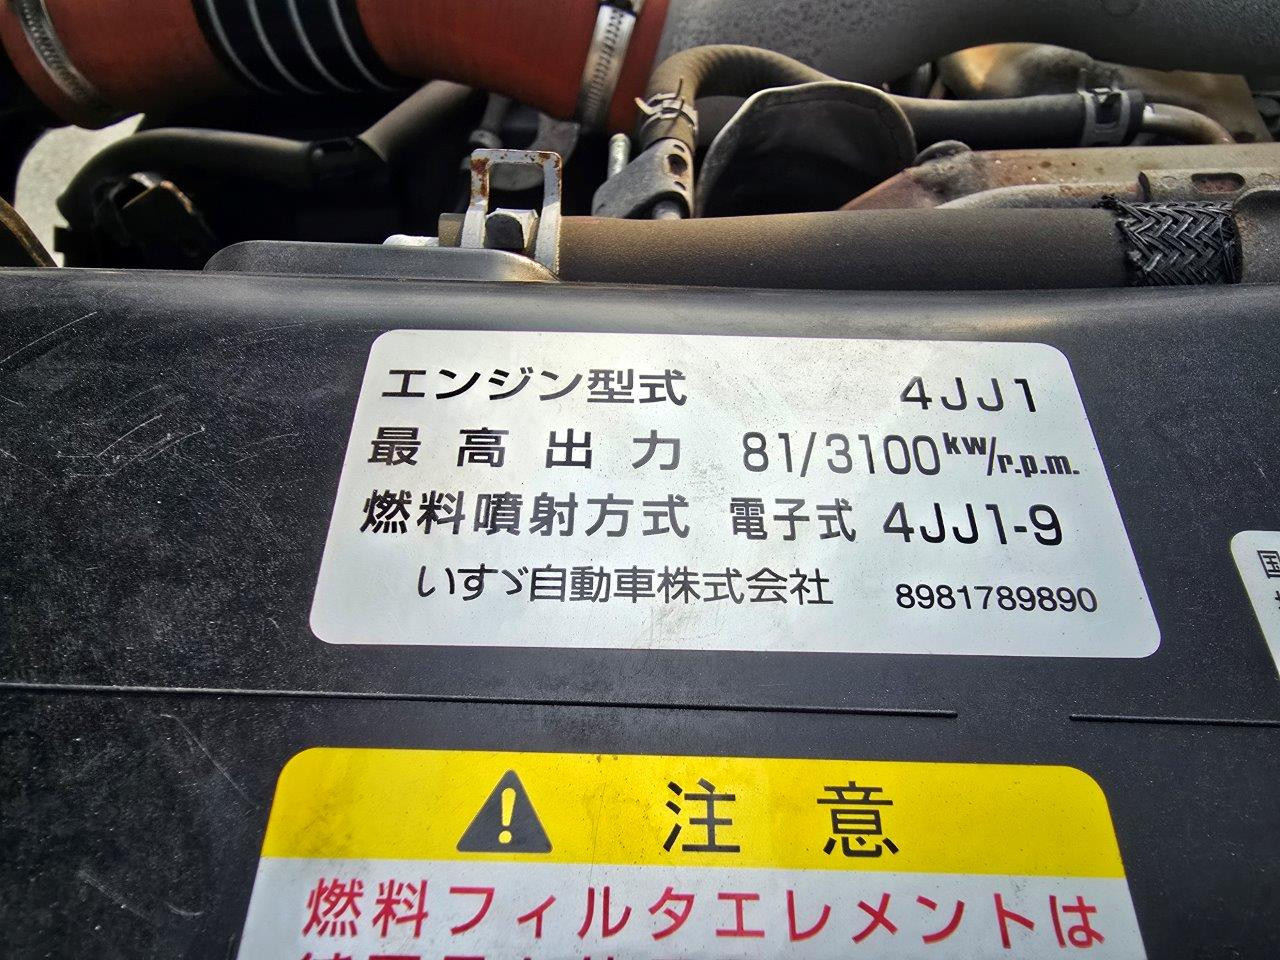 エンジン型式 4JJ1
最高出力 81/3100kW/r.p.m.
燃料噴射方式 電子式 4JJ1-9
いすゞ自動車株式会社 8981789890
注意
燃料フィルタエレメントは